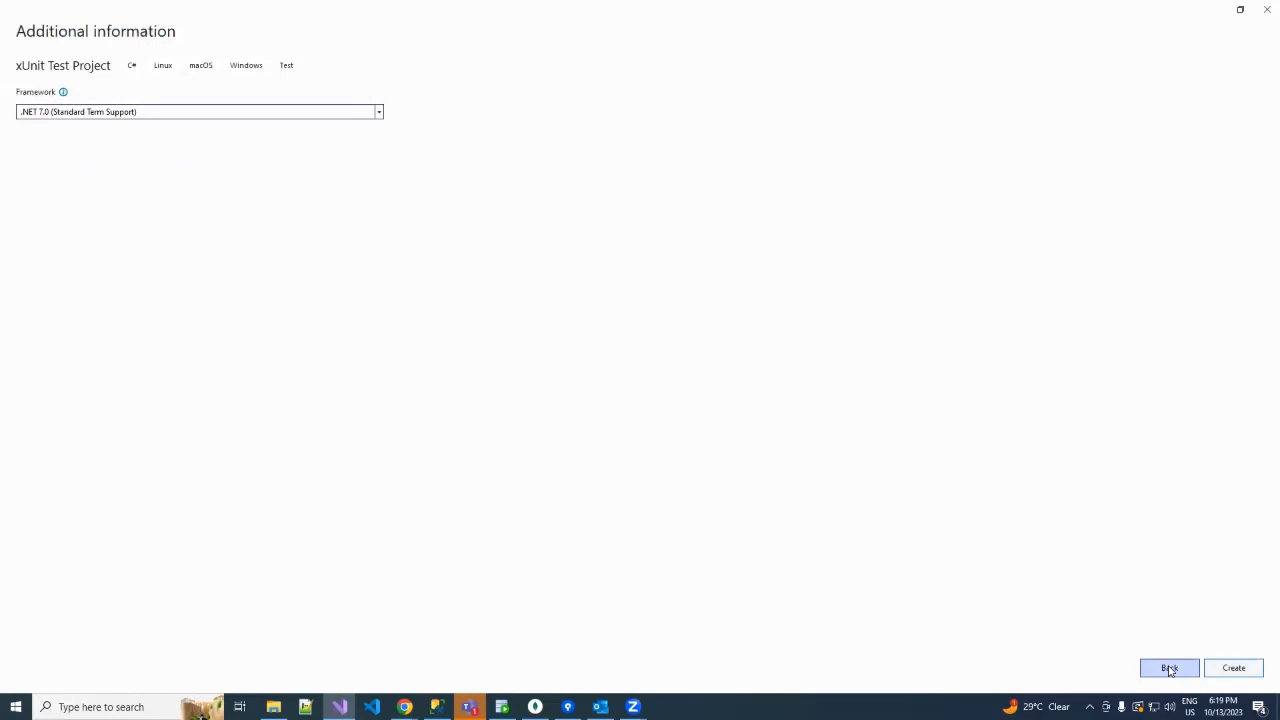 Additional information
xUnit Test Project C# Linux macOS Windows Test
Framework
.NET 7.0 (Standard Term Support)
Back Create
Type here to search
29°C Clear
ENG
US
6:19 PM
10/13/2023
4